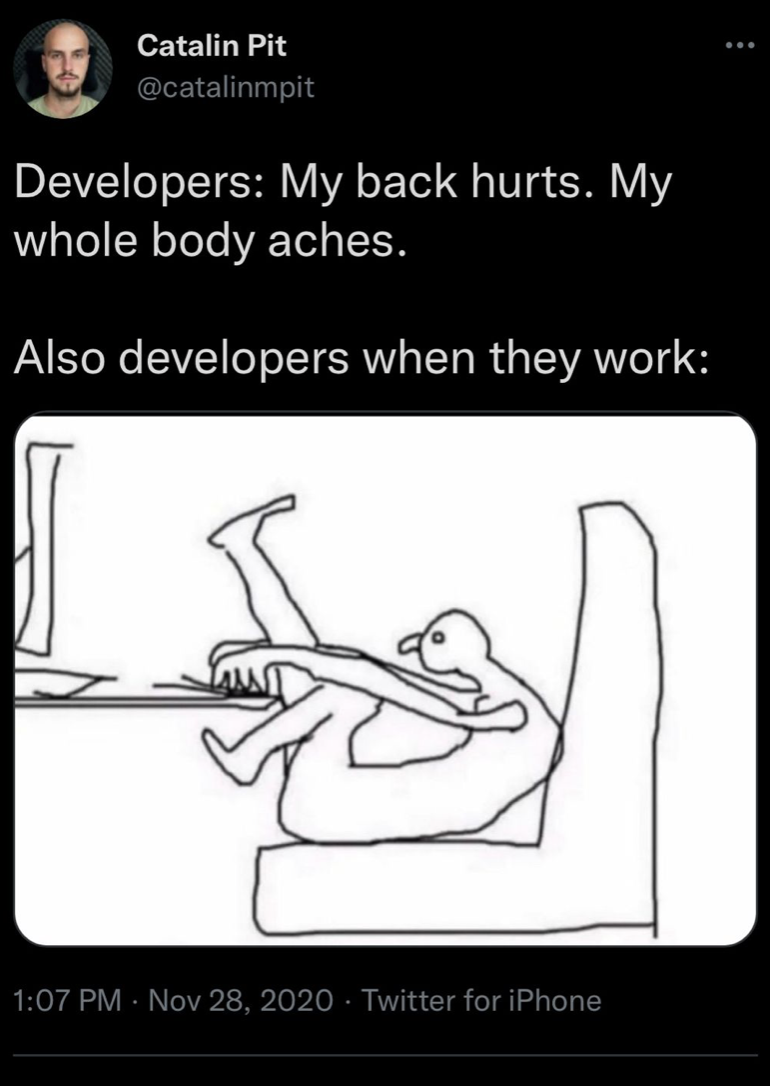 Catalin Pit
@catalinmpit
Developers: My back hurts. My
whole body aches.
Also developers when they work:
1:07 PM · Nov 28, 2020 · Twitter for iPhone